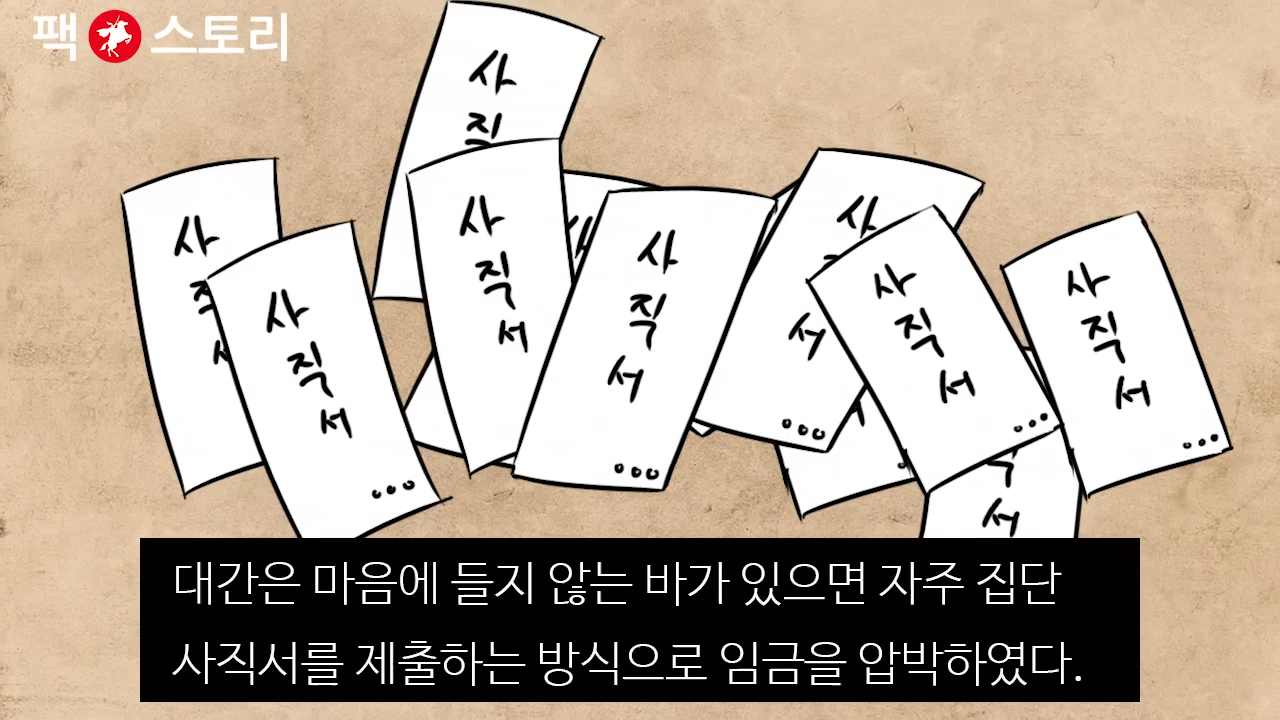 팩 스토리
사
직
사
직
서
사
직
사
직
서
사
직
서
사
서
사
직
서
사
직
서
직
서
대간은 마음에 들지 않는 바가 있으면 자주 집단
사직서를 제출하는 방식으로 임금을 압박하였다.